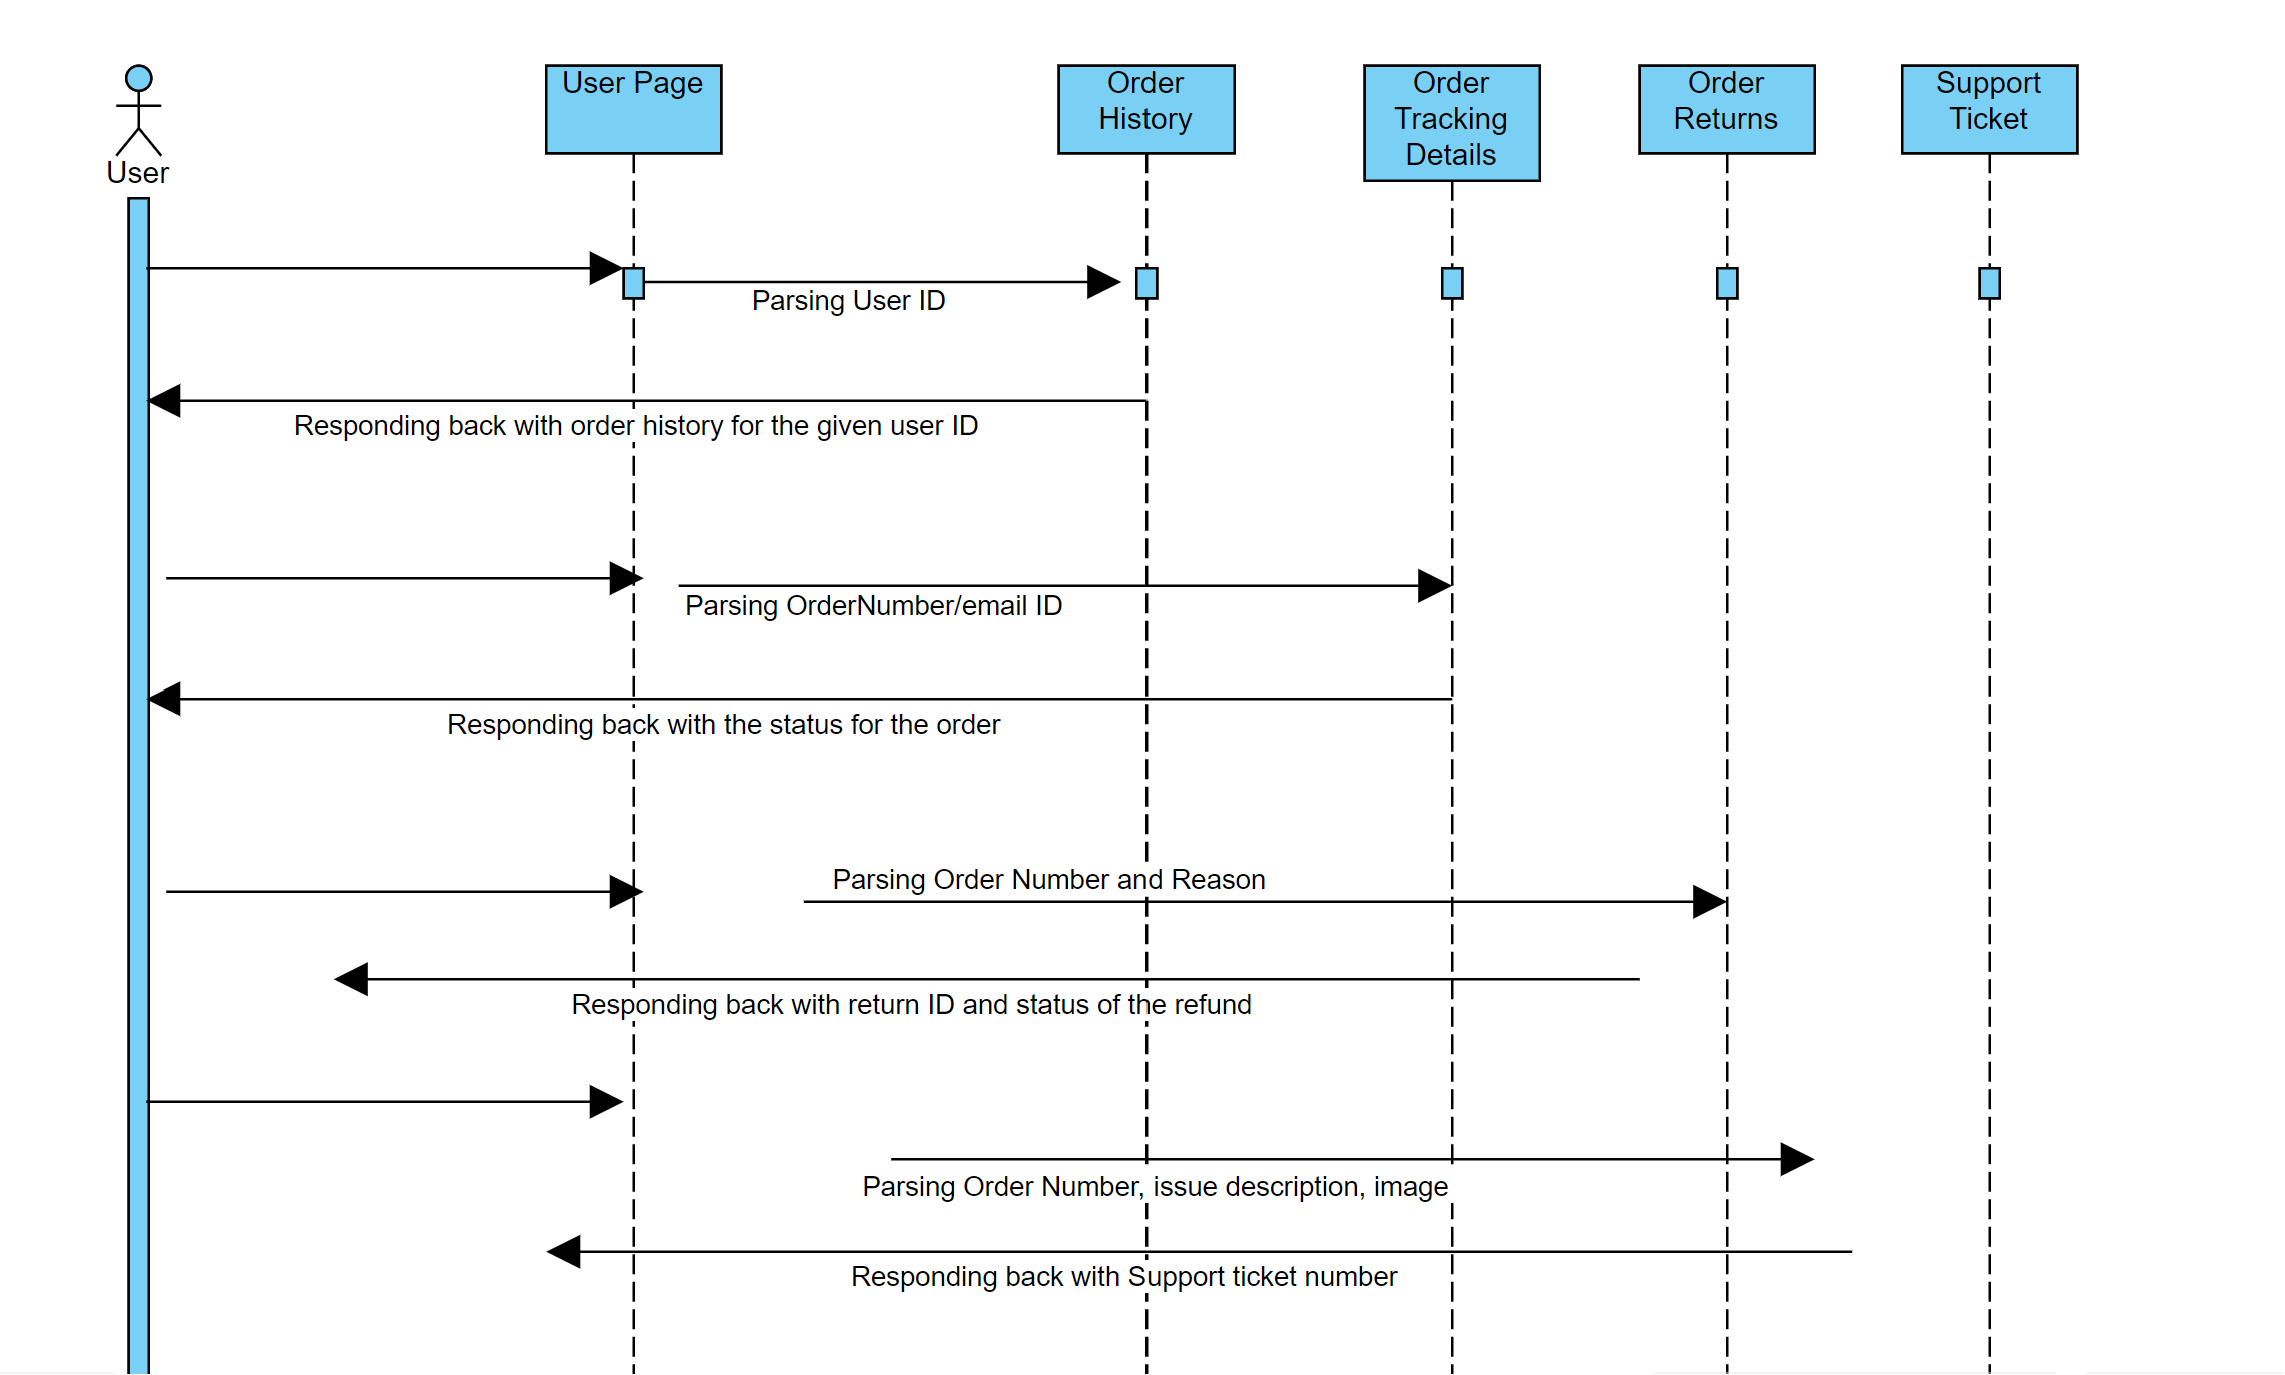 User
User Page
Order
History
Order
Tracking
Details
Order
Returns
Support
Ticket
Parsing User ID
Responding back with order history for the given user ID
Parsing OrderNumber/email ID
Responding back with the status for the order
Parsing Order Number and Reason
Responding back with return ID and status of the refund
Parsing Order Number, issue description, image
Responding back with Support ticket number